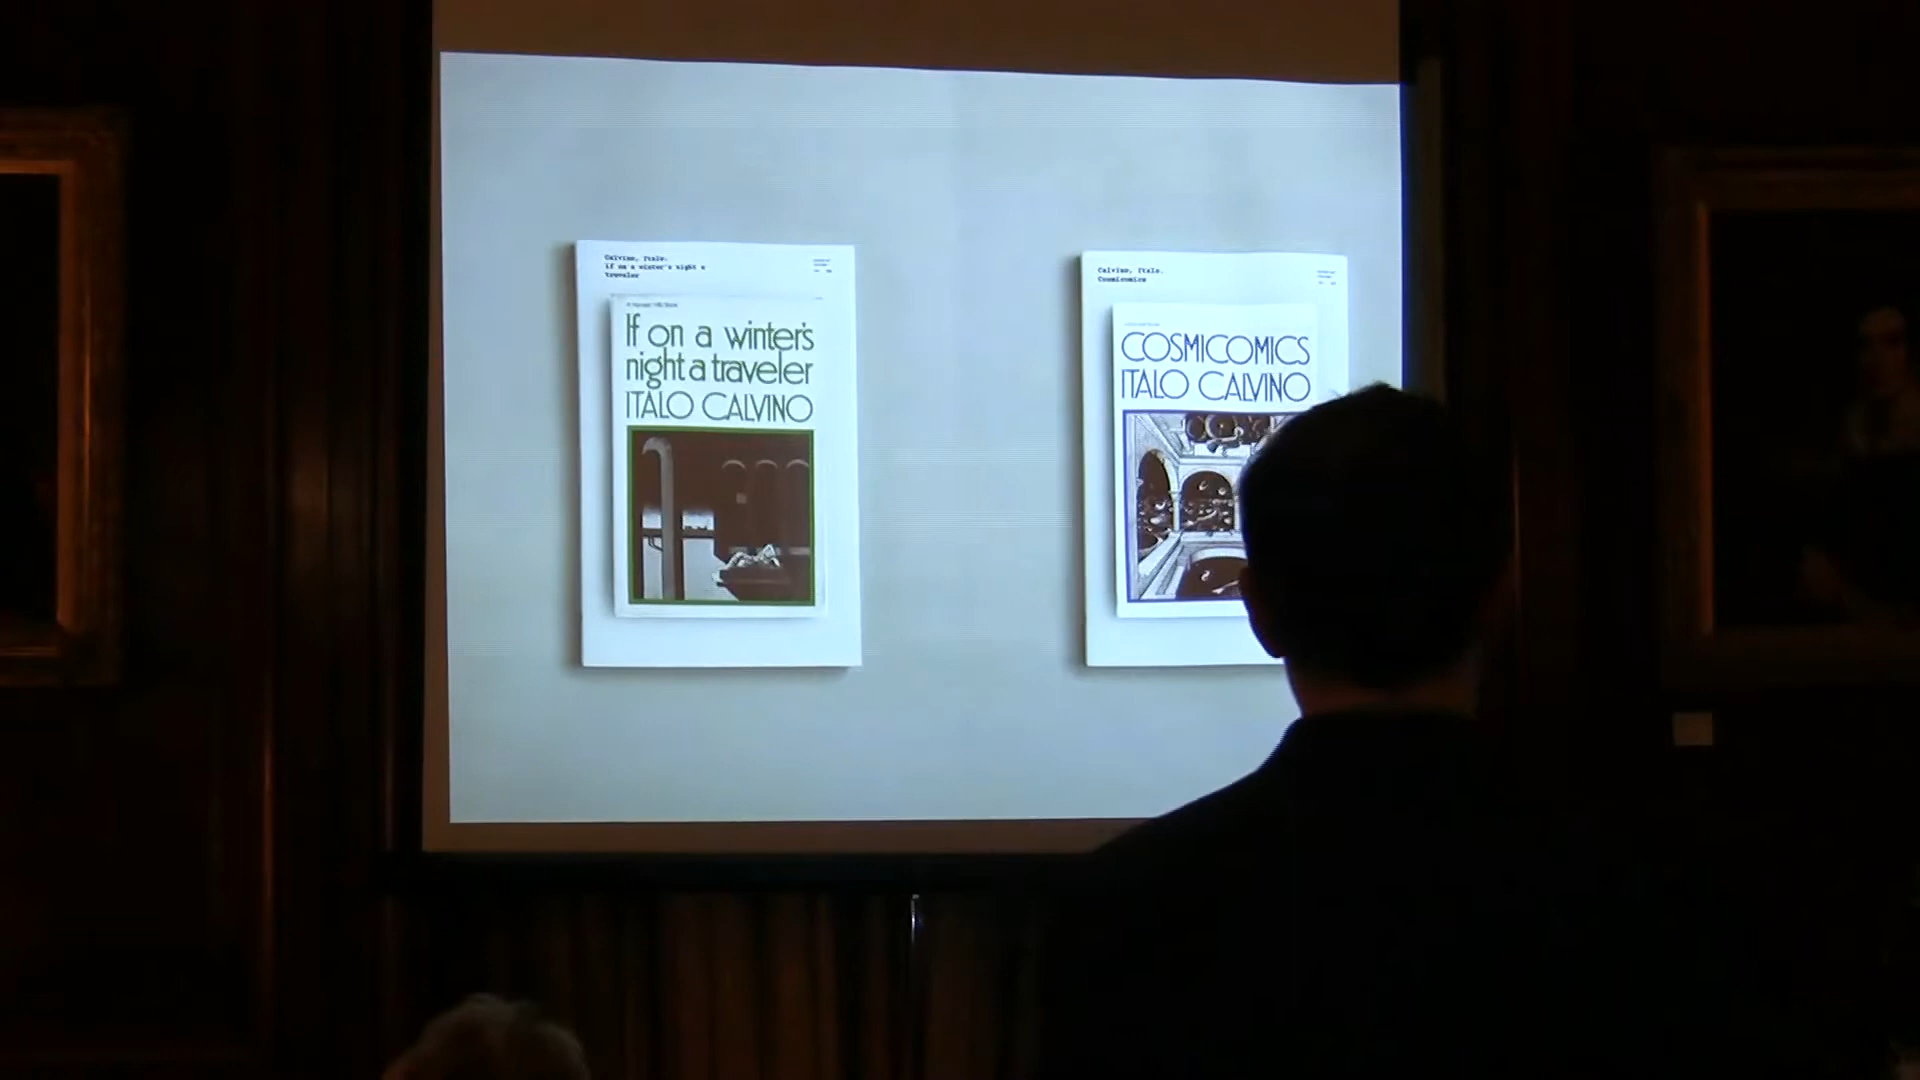 Calvino, Italo.
if on a winter's night a
traveler
If on a winter's
night a traveler
ITALO CALVINO
Calvino, Italo.
Cosmicomics
COSMICOMICS
ITALO CALVINO